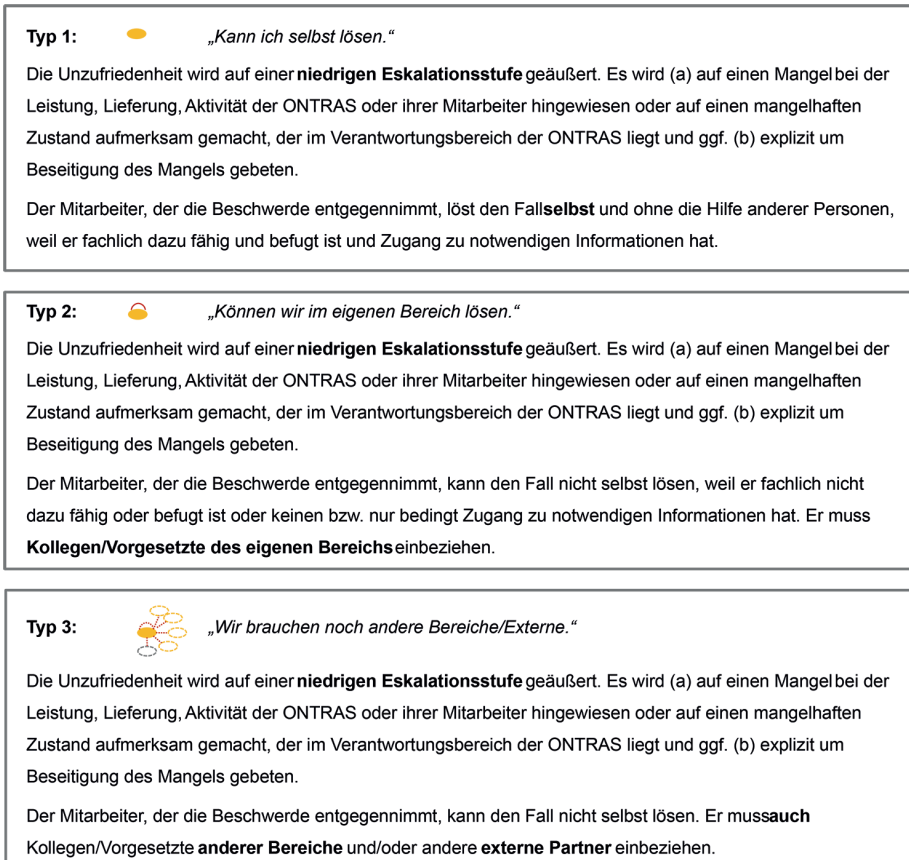 Typ 1: „Kann ich selbst lösen.“
Die Unzufriedenheit wird auf einer niedrigen Eskalationsstufe geäußert. Es wird (a) auf einen Mangel bei der
Leistung, Lieferung, Aktivität der ONTRAS oder ihrer Mitarbeiter hingewiesen oder auf einen mangelhaften
Zustand aufmerksam gemacht, der im Verantwortungsbereich der ONTRAS liegt und ggf. (b) explizit um
Beseitigung des Mangels gebeten.
Der Mitarbeiter, der die Beschwerde entgegennimmt, löst den Fall selbst und ohne die Hilfe anderer Personen,
weil er fachlich dazu fähig und befugt ist und Zugang zu notwendigen Informationen hat.
Typ 2: „Können wir im eigenen Bereich lösen.“
Die Unzufriedenheit wird auf einer niedrigen Eskalationsstufe geäußert. Es wird (a) auf einen Mangel bei der
Leistung, Lieferung, Aktivität der ONTRAS oder ihrer Mitarbeiter hingewiesen oder auf einen mangelhaften
Zustand aufmerksam gemacht, der im Verantwortungsbereich der ONTRAS liegt und ggf. (b) explizit um
Beseitigung des Mangels gebeten.
Der Mitarbeiter, der die Beschwerde entgegennimmt, kann den Fall nicht selbst lösen, weil er fachlich nicht
dazu fähig oder befugt ist oder keinen bzw. nur bedingt Zugang zu notwendigen Informationen hat. Er muss
Kollegen/Vorgesetzte des eigenen Bereichs einbeziehen.
Typ 3: „Wir brauchen noch andere Bereiche/Externe.“
Die Unzufriedenheit wird auf einer niedrigen Eskalationsstufe geäußert. Es wird (a) auf einen Mangel bei der
Leistung, Lieferung, Aktivität der ONTRAS oder ihrer Mitarbeiter hingewiesen oder auf einen mangelhaften
Zustand aufmerksam gemacht, der im Verantwortungsbereich der ONTRAS liegt und ggf. (b) explizit um
Beseitigung des Mangels gebeten.
Der Mitarbeiter, der die Beschwerde entgegennimmt, kann den Fall nicht selbst lösen. Er muss auch
Kollegen/Vorgesetzte anderer Bereiche und/oder andere externe Partner einbeziehen.